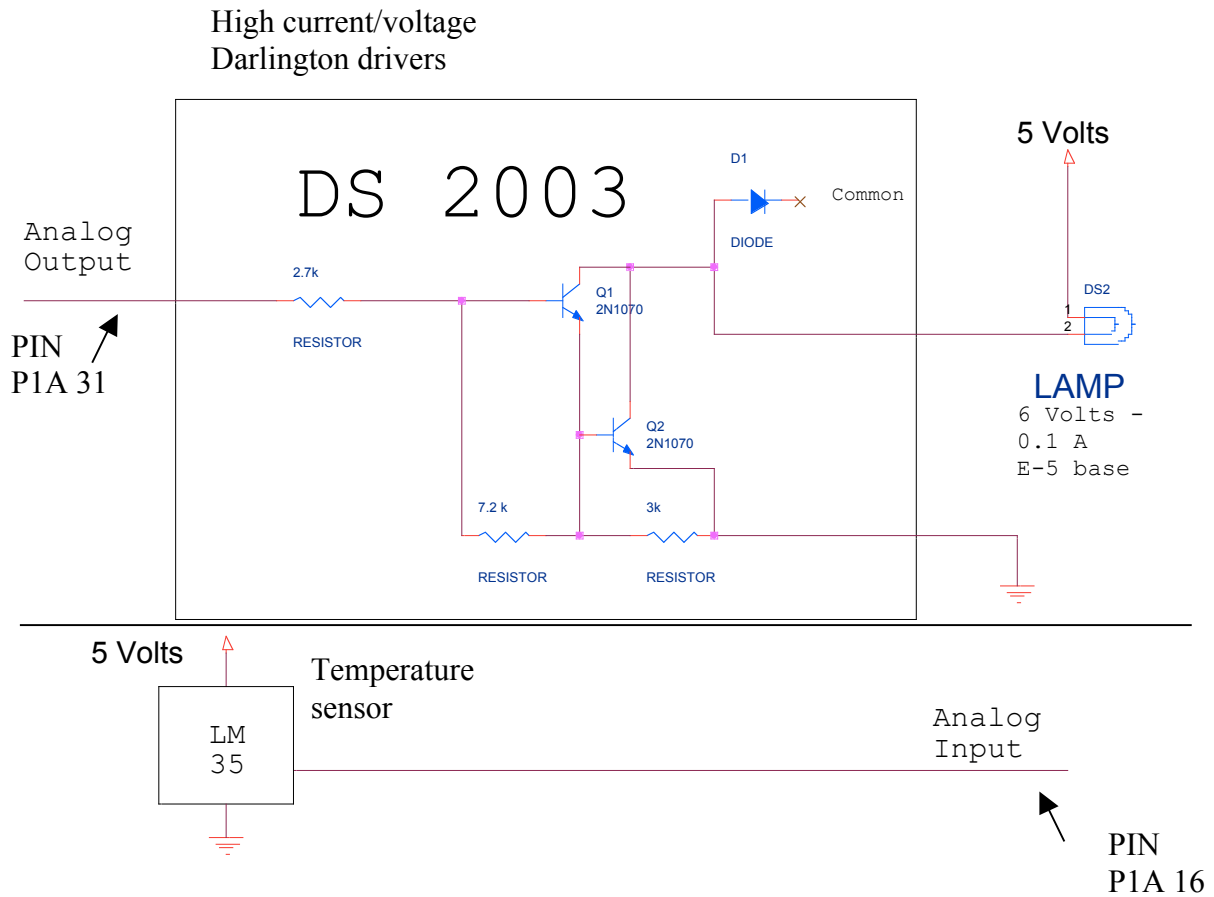 High current/voltage
Darlington drivers
5 Volts
DS 2003
D1
Common
DIODE
Analog
Output
2.7k
RESISTOR
Q1
2N1070
DS2
1
2
PIN
P1A 31
LAMP
6 Volts -
0.1 A
E-5 base
Q2
2N1070
7.2 k
3k
RESISTOR
RESISTOR
5 Volts
Temperature
sensor
LM
35
Analog
Input
PIN
P1A 16